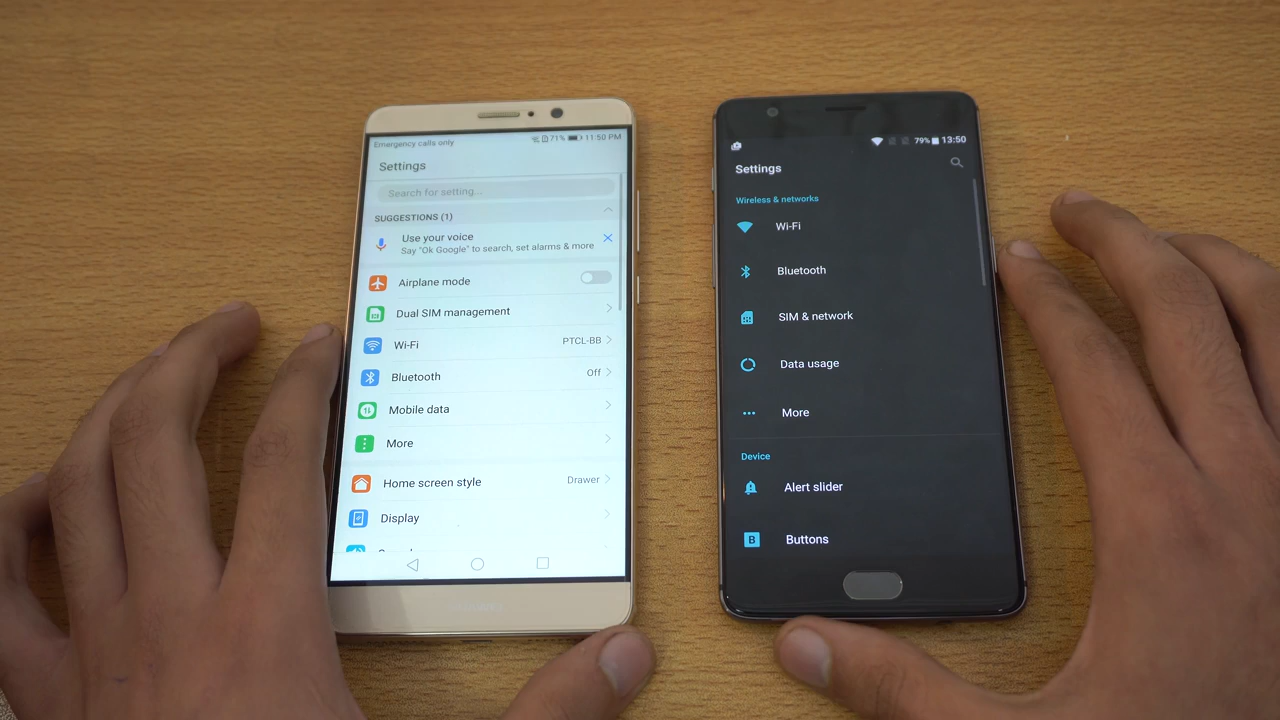 Emergency calls only
71% 11:50 PM
Settings
Search for setting...
SUGGESTIONS (1)
Use your voice
Say "Ok Google" to search, set alarms & more
Airplane mode
Dual SIM management
Wi-Fi PTCL-BB
Bluetooth Off
Mobile data
More
Home screen style Drawer
Display
79% 13:50
Settings
Wireless & networks
Wi-Fi
Bluetooth
SIM & network
Data usage
More
Device
Alert slider
B Buttons